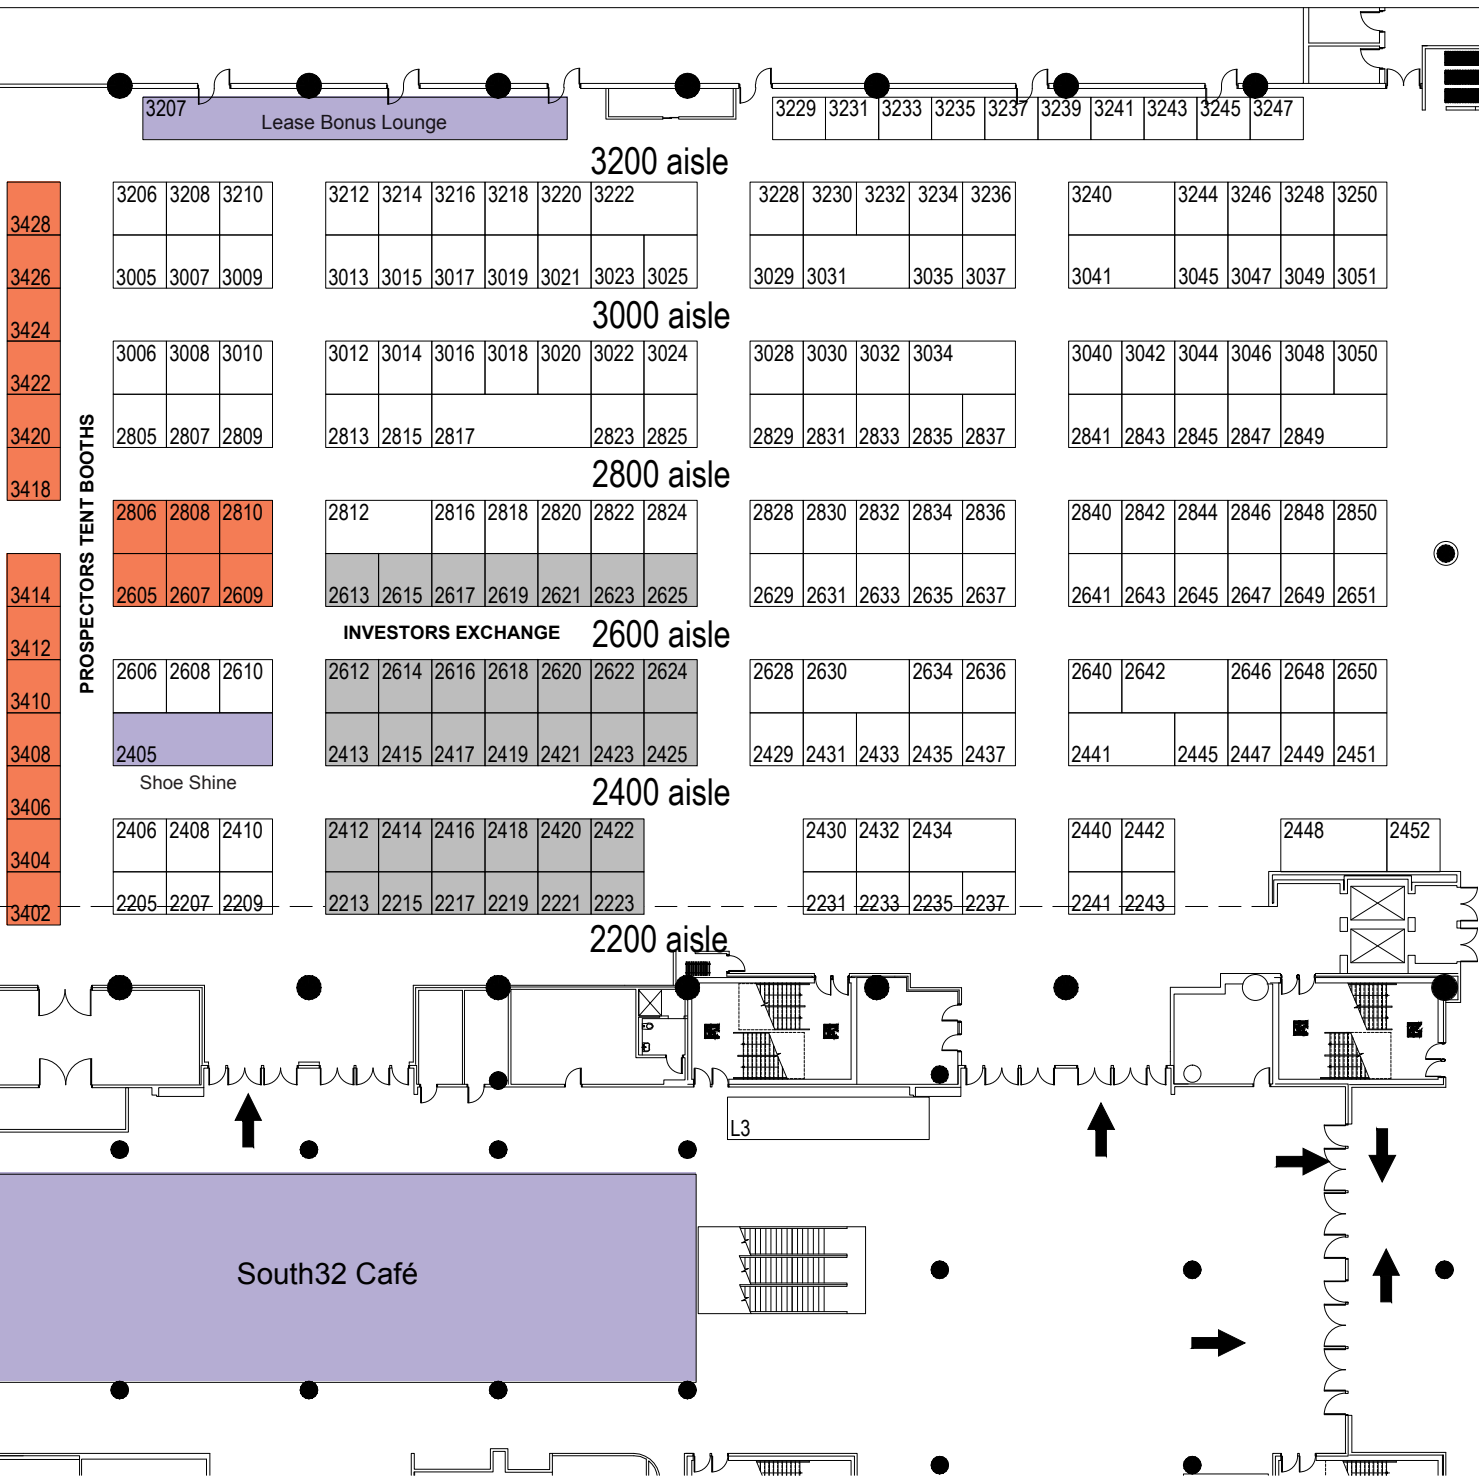 3207
Lease Bonus Lounge
3229 3231 3233 3235 3237 3239 3241 3243 3245 3247
3200 aisle
3206 3208 3210 3212 3214 3216 3218 3220 3222 3228 3230 3232 3234 3236 3240 3244 3246 3248 3250
3428
3426
3005 3007 3009 3013 3015 3017 3019 3021 3023 3025 3029 3031 3035 3037 3041 3045 3047 3049 3051
3000 aisle
3424
3006 3008 3010 3012 3014 3016 3018 3020 3022 3024 3028 3030 3032 3034 3040 3042 3044 3046 3048 3050
3422
3420
2805 2807 2809 2813 2815 2817 2823 2825 2829 2831 2833 2835 2837 2841 2843 2845 2847 2849
2800 aisle
3418
PROSPECTORS TENT BOOTHS
2806 2808 2810 2812 2816 2818 2820 2822 2824 2828 2830 2832 2834 2836 2840 2842 2844 2846 2848 2850
3414
2605 2607 2609 2613 2615 2617 2619 2621 2623 2625 2629 2631 2633 2635 2637 2641 2643 2645 2647 2649 2651
INVESTORS EXCHANGE
2600 aisle
3412
2606 2608 2610 2612 2614 2616 2618 2620 2622 2624 2628 2630 2634 2636 2640 2642 2646 2648 2650
3410
3408
2405 2413 2415 2417 2419 2421 2423 2425 2429 2431 2433 2435 2437 2441 2445 2447 2449 2451
Shoe Shine
2400 aisle
3406
2406 2408 2410 2412 2414 2416 2418 2420 2422 2430 2432 2434 2440 2442 2448 2452
3404
3402
2205 2207 2209 2213 2215 2217 2219 2221 2223 2231 2233 2235 2237 2241 2243
2200 aisle
L3
South32 Café